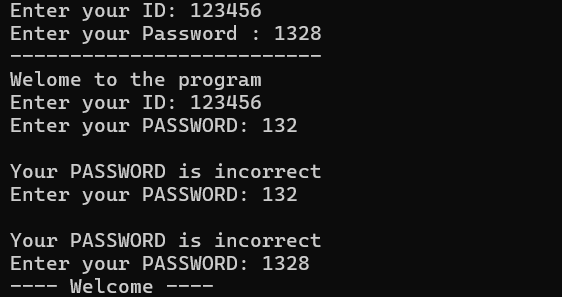 Enter your ID: 123456
Enter your Password : 1328
--------------------------
Welome to the program
Enter your ID: 123456
Enter your PASSWORD: 132
Your PASSWORD is incorrect
Enter your PASSWORD: 132
Your PASSWORD is incorrect
Enter your PASSWORD: 1328
---- Welcome ----